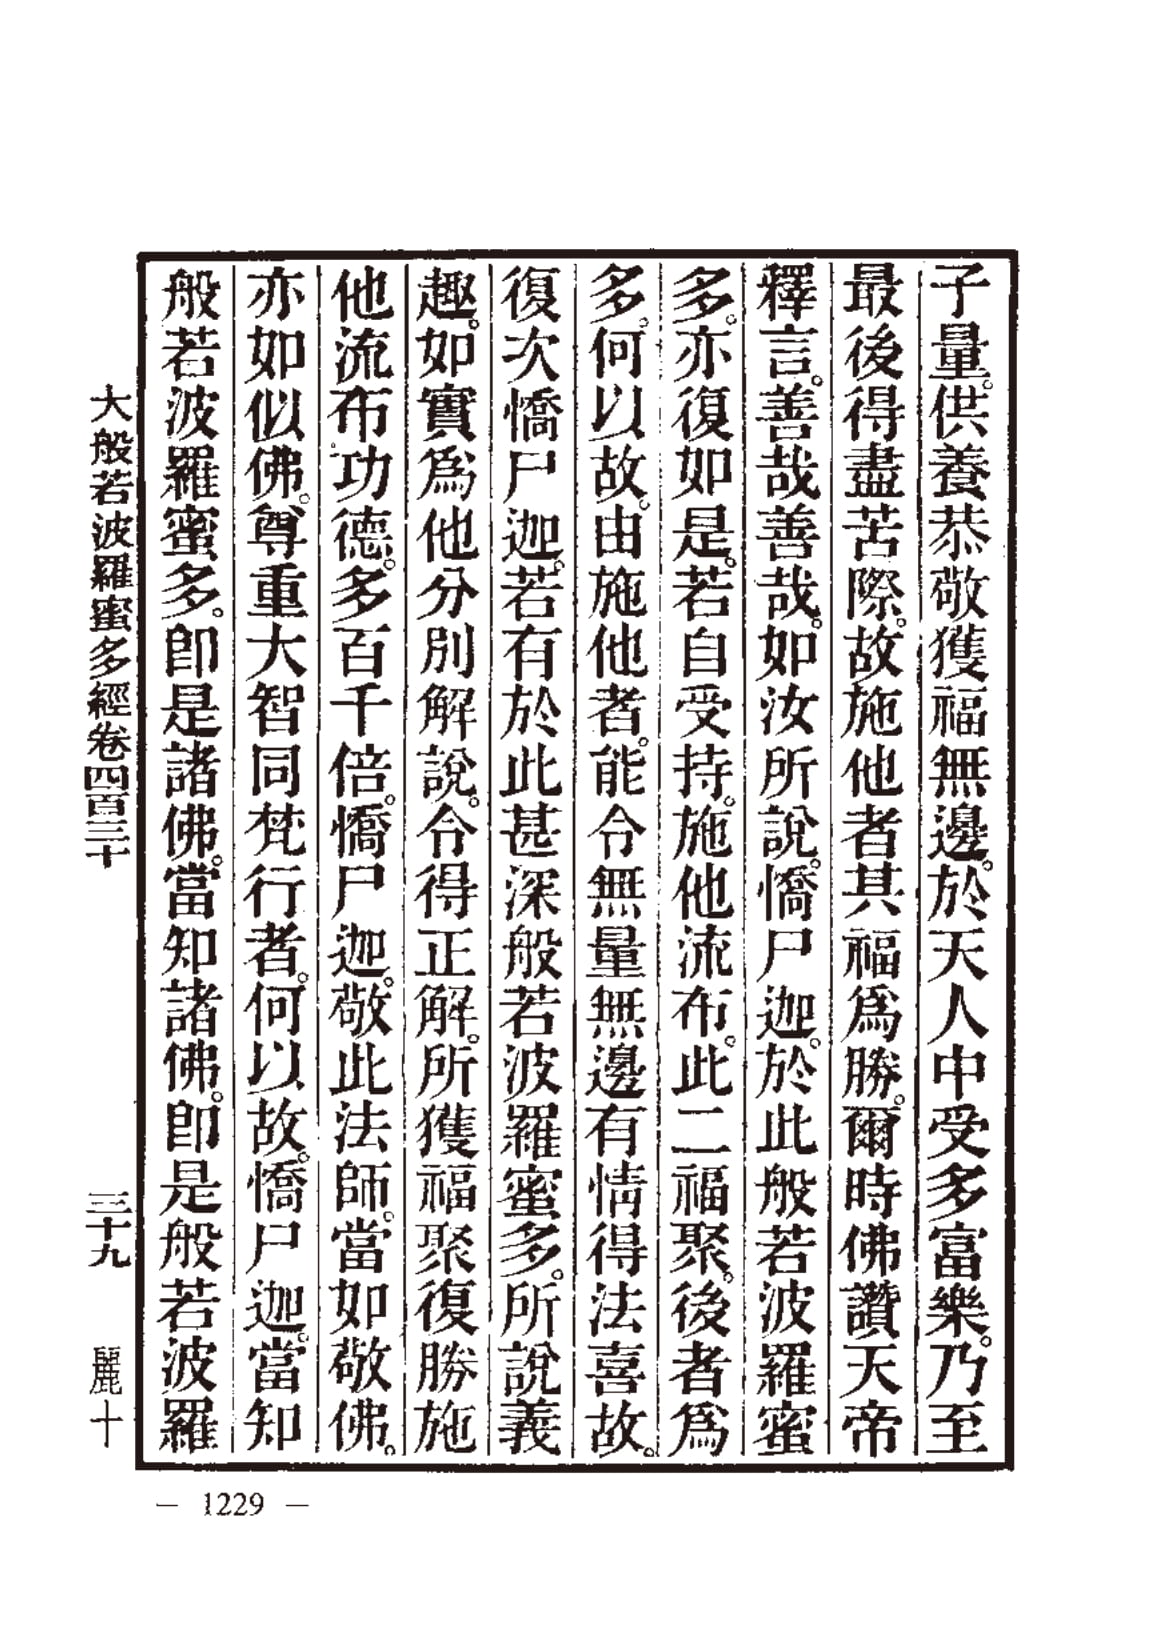 子量。供養恭敬獲福無邊。於天人中受多富樂。乃至
最後得盡苦際。故施他者其福爲勝。爾時佛讚天帝
釋言。善哉善哉。如汝所說。憍尸迦。於此般若波羅蜜
多。亦復如是。若自受持。施他流布。此二福聚。後者爲
多。何以故。由施他者。能令無量無邊有情得法喜故。
復次憍尸迦。若有於此甚深般若波羅蜜多。所說義
趣。如實爲他分別解說。令得正解。所獲福聚復勝施
他流布功德。多百千倍。憍尸迦。敬此法師。當如敬佛。
亦如似佛。尊重大智同梵行者。何以故。憍尸迦。當知
般若波羅蜜多。卽是諸佛。當知諸佛。卽是般若波羅
大般若波羅蜜多經卷四百三十 三十九 麗十
— 1229 —